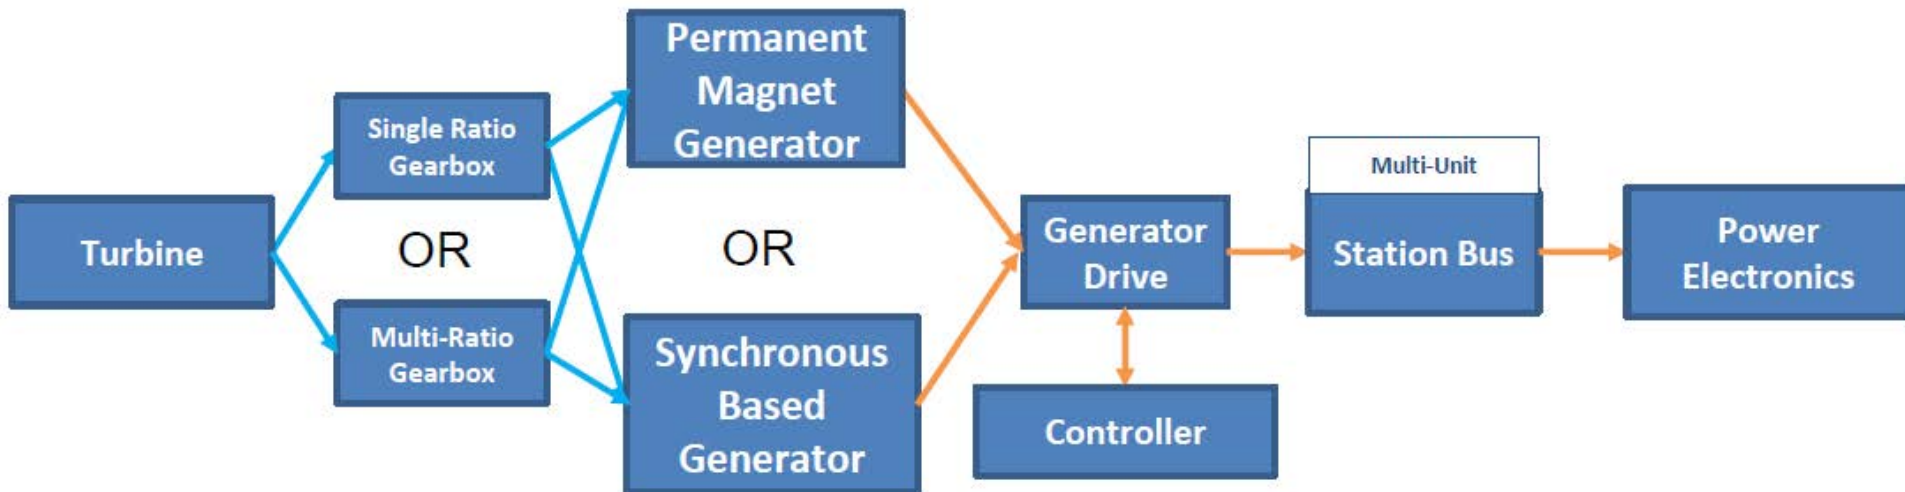 Turbine
Single Ratio
Gearbox
OR
Multi-Ratio
Gearbox
Permanent
Magnet
Generator
OR
Synchronous
Based
Generator
Generator
Drive
Controller
Multi-Unit
Station Bus
Power
Electronics